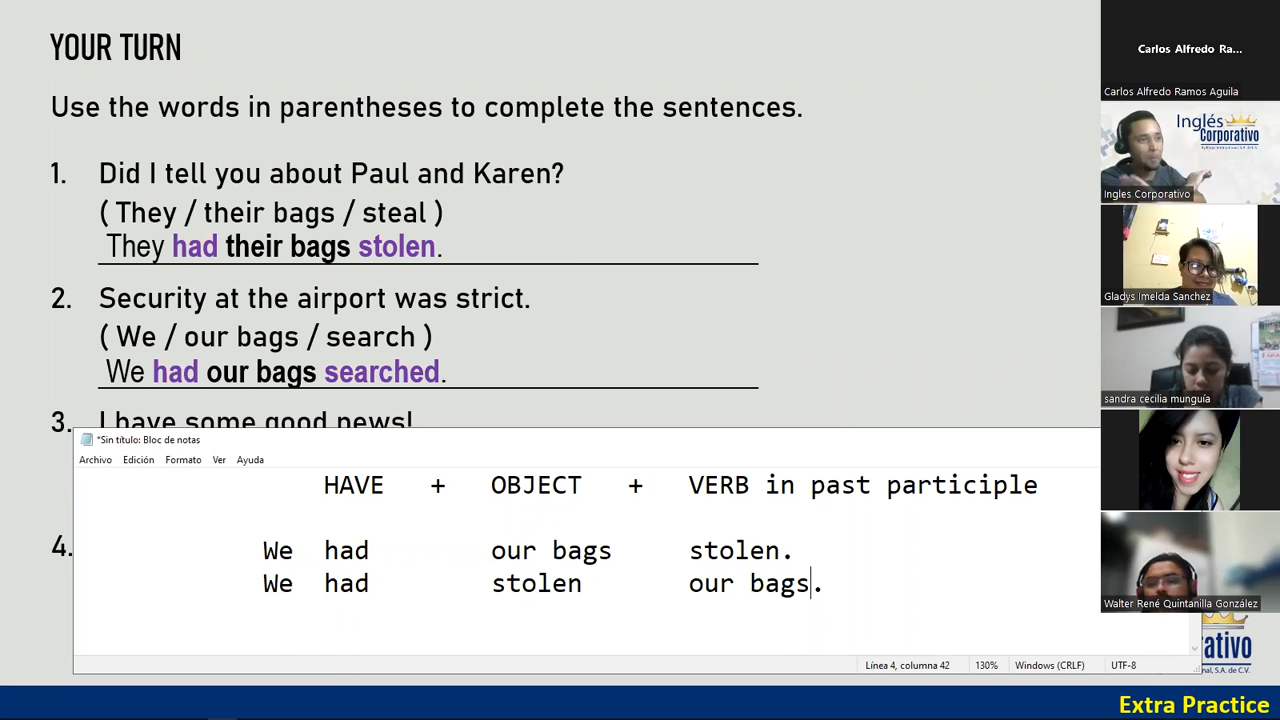 YOUR TURN
Use the words in parentheses to complete the sentences.
1. Did I tell you about Paul and Karen?
( They / their bags / steal )
They had their bags stolen.
2. Security at the airport was strict.
( We / our bags / search )
We had our bags searched.
3. I have some good news!
4.
*Sin título: Bloc de notas
Archivo Edición Formato Ver Ayuda
HAVE + OBJECT + VERB in past participle
We had our bags stolen.
We had stolen our bags.
Línea 4, columna 42 130% Windows (CRLF) UTF-8
Carlos Alfredo Ra...
Carlos Alfredo Ramos Aguila
Inglés
Corporativo
Ingles Corporativo
Gladys Imelda Sanchez
sandra cecilia munguía
Walter René Quintanilla González
Extra Practice